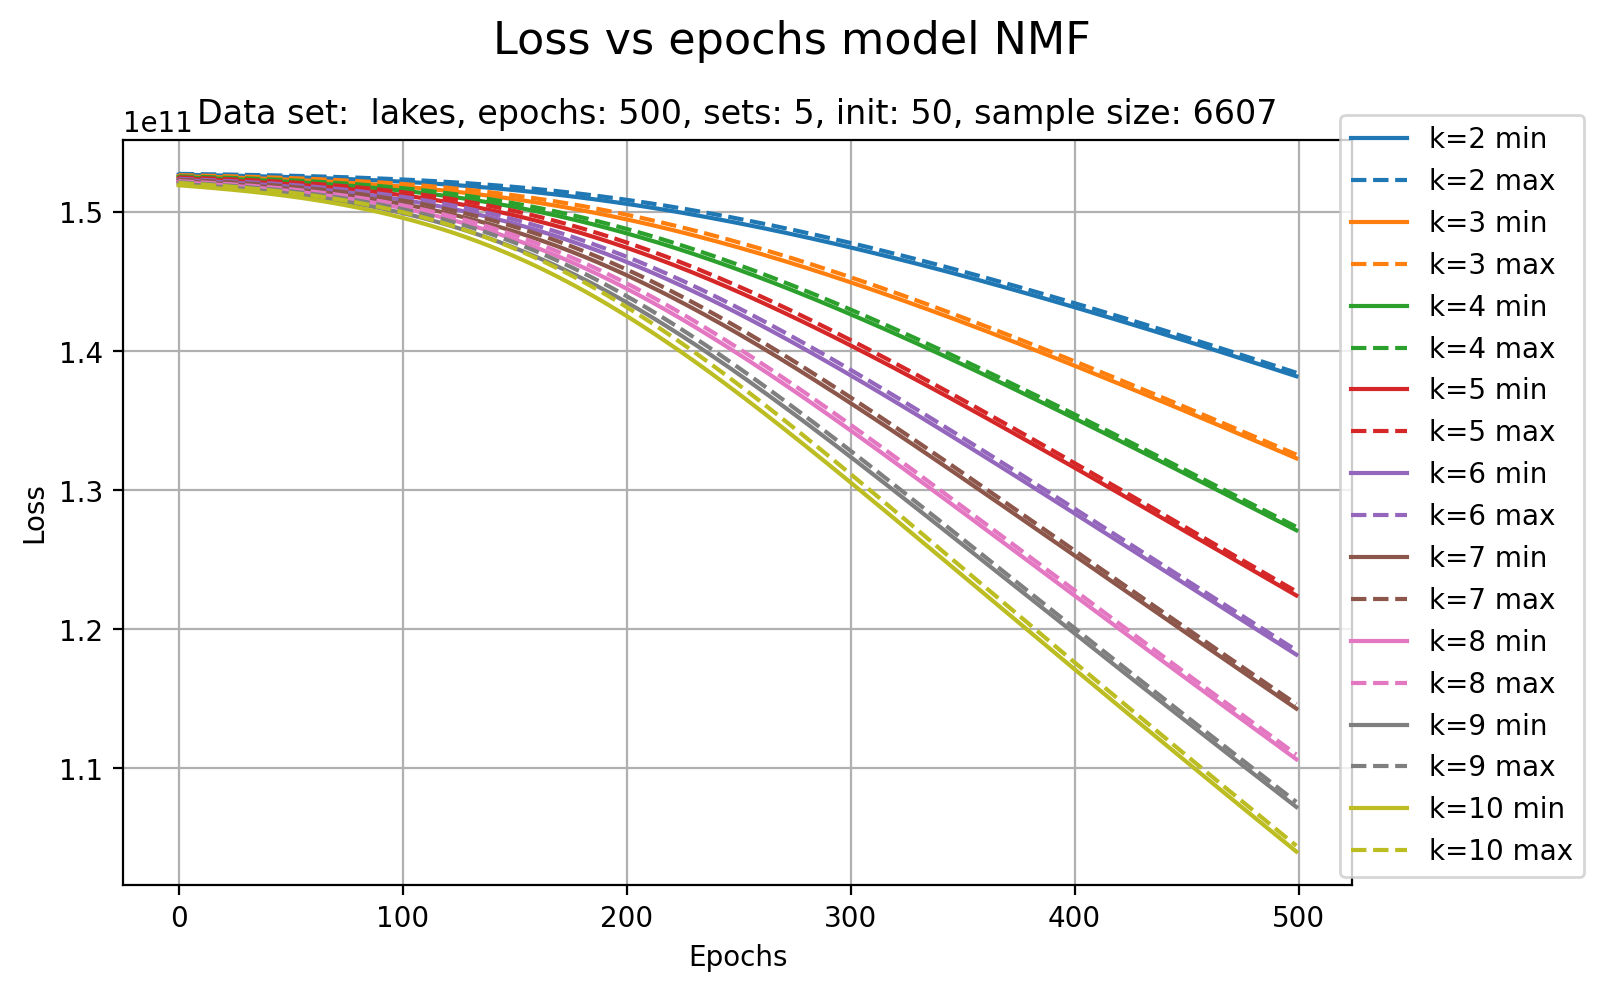 Loss vs epochs model NMF
Data set:  lakes, epochs: 500, sets: 5, init: 50, sample size: 6607
1e11
1.5
1.4
1.3
1.2
1.1
Loss
0 100 200 300 400 500
Epochs
k=2 min
k=2 max
k=3 min
k=3 max
k=4 min
k=4 max
k=5 min
k=5 max
k=6 min
k=6 max
k=7 min
k=7 max
k=8 min
k=8 max
k=9 min
k=9 max
k=10 min
k=10 max